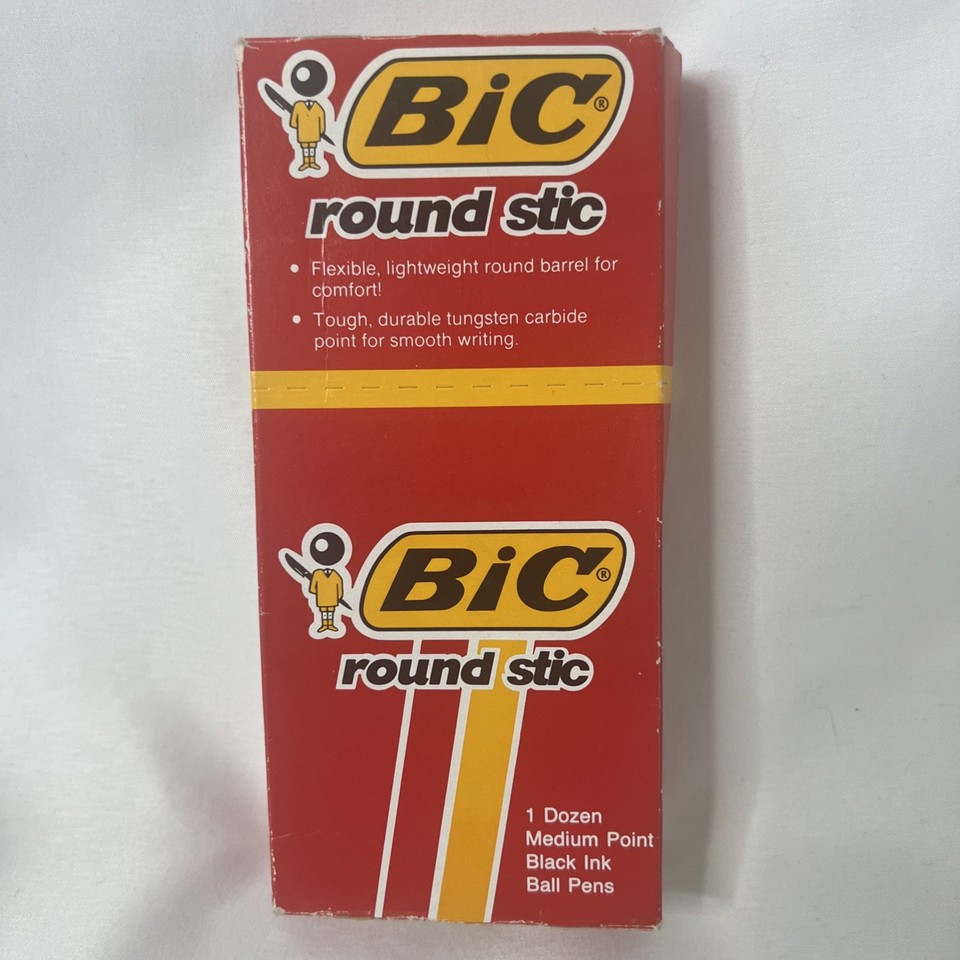 BiC®
round stic
• Flexible, lightweight round barrel for
comfort!
• Tough, durable tungsten carbide
point for smooth writing.
BiC®
round stic
1 Dozen
Medium Point
Black Ink
Ball Pens